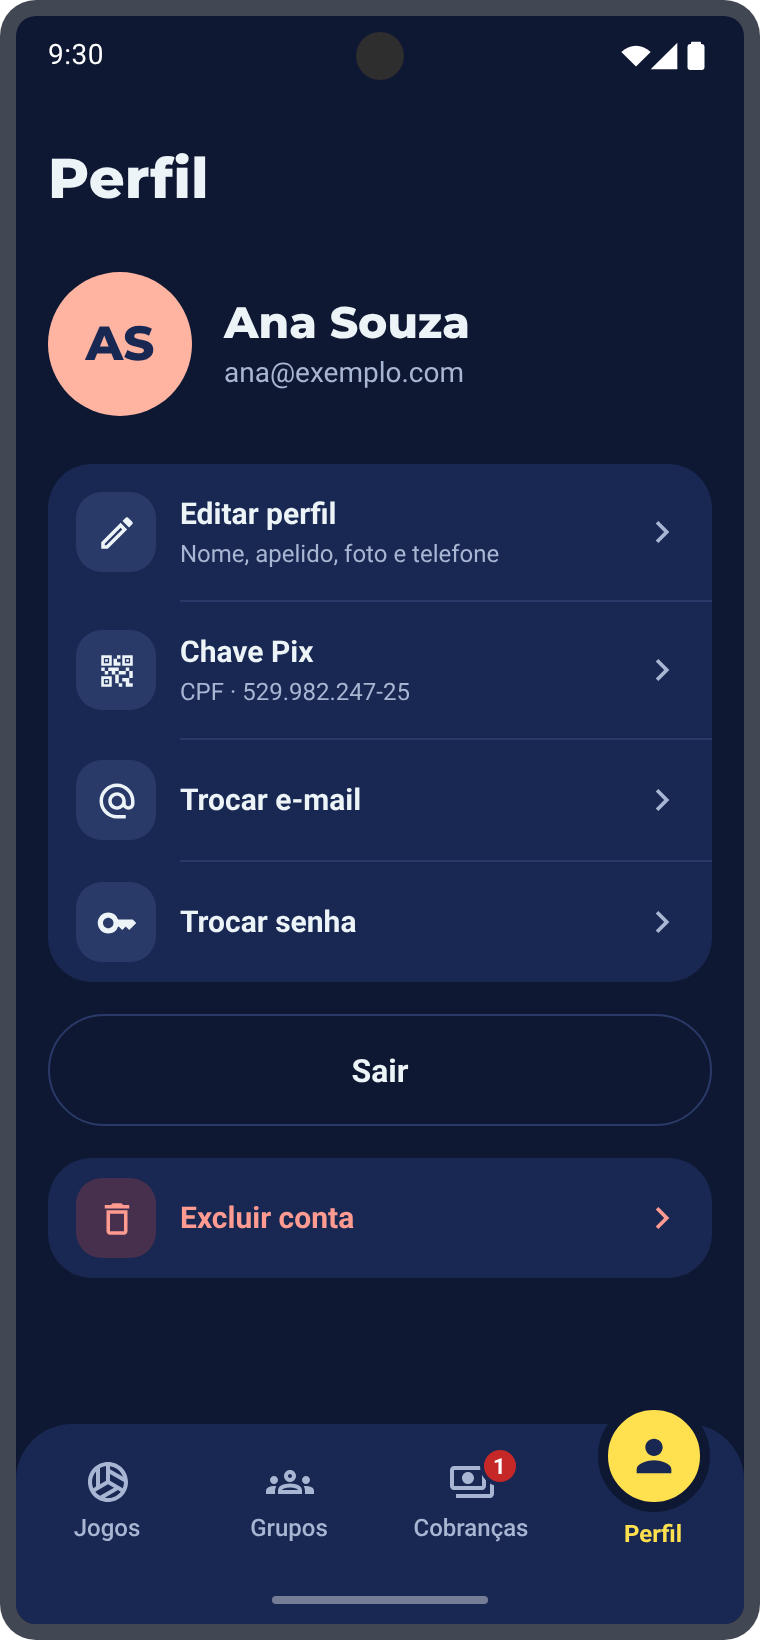 9:30
Perfil
AS
Ana Souza
ana@exemplo.com
Editar perfil
Nome, apelido, foto e telefone
Chave Pix
CPF · 529.982.247-25
Trocar e-mail
Trocar senha
Sair
Excluir conta
1
Jogos
Grupos
Cobranças
Perfil